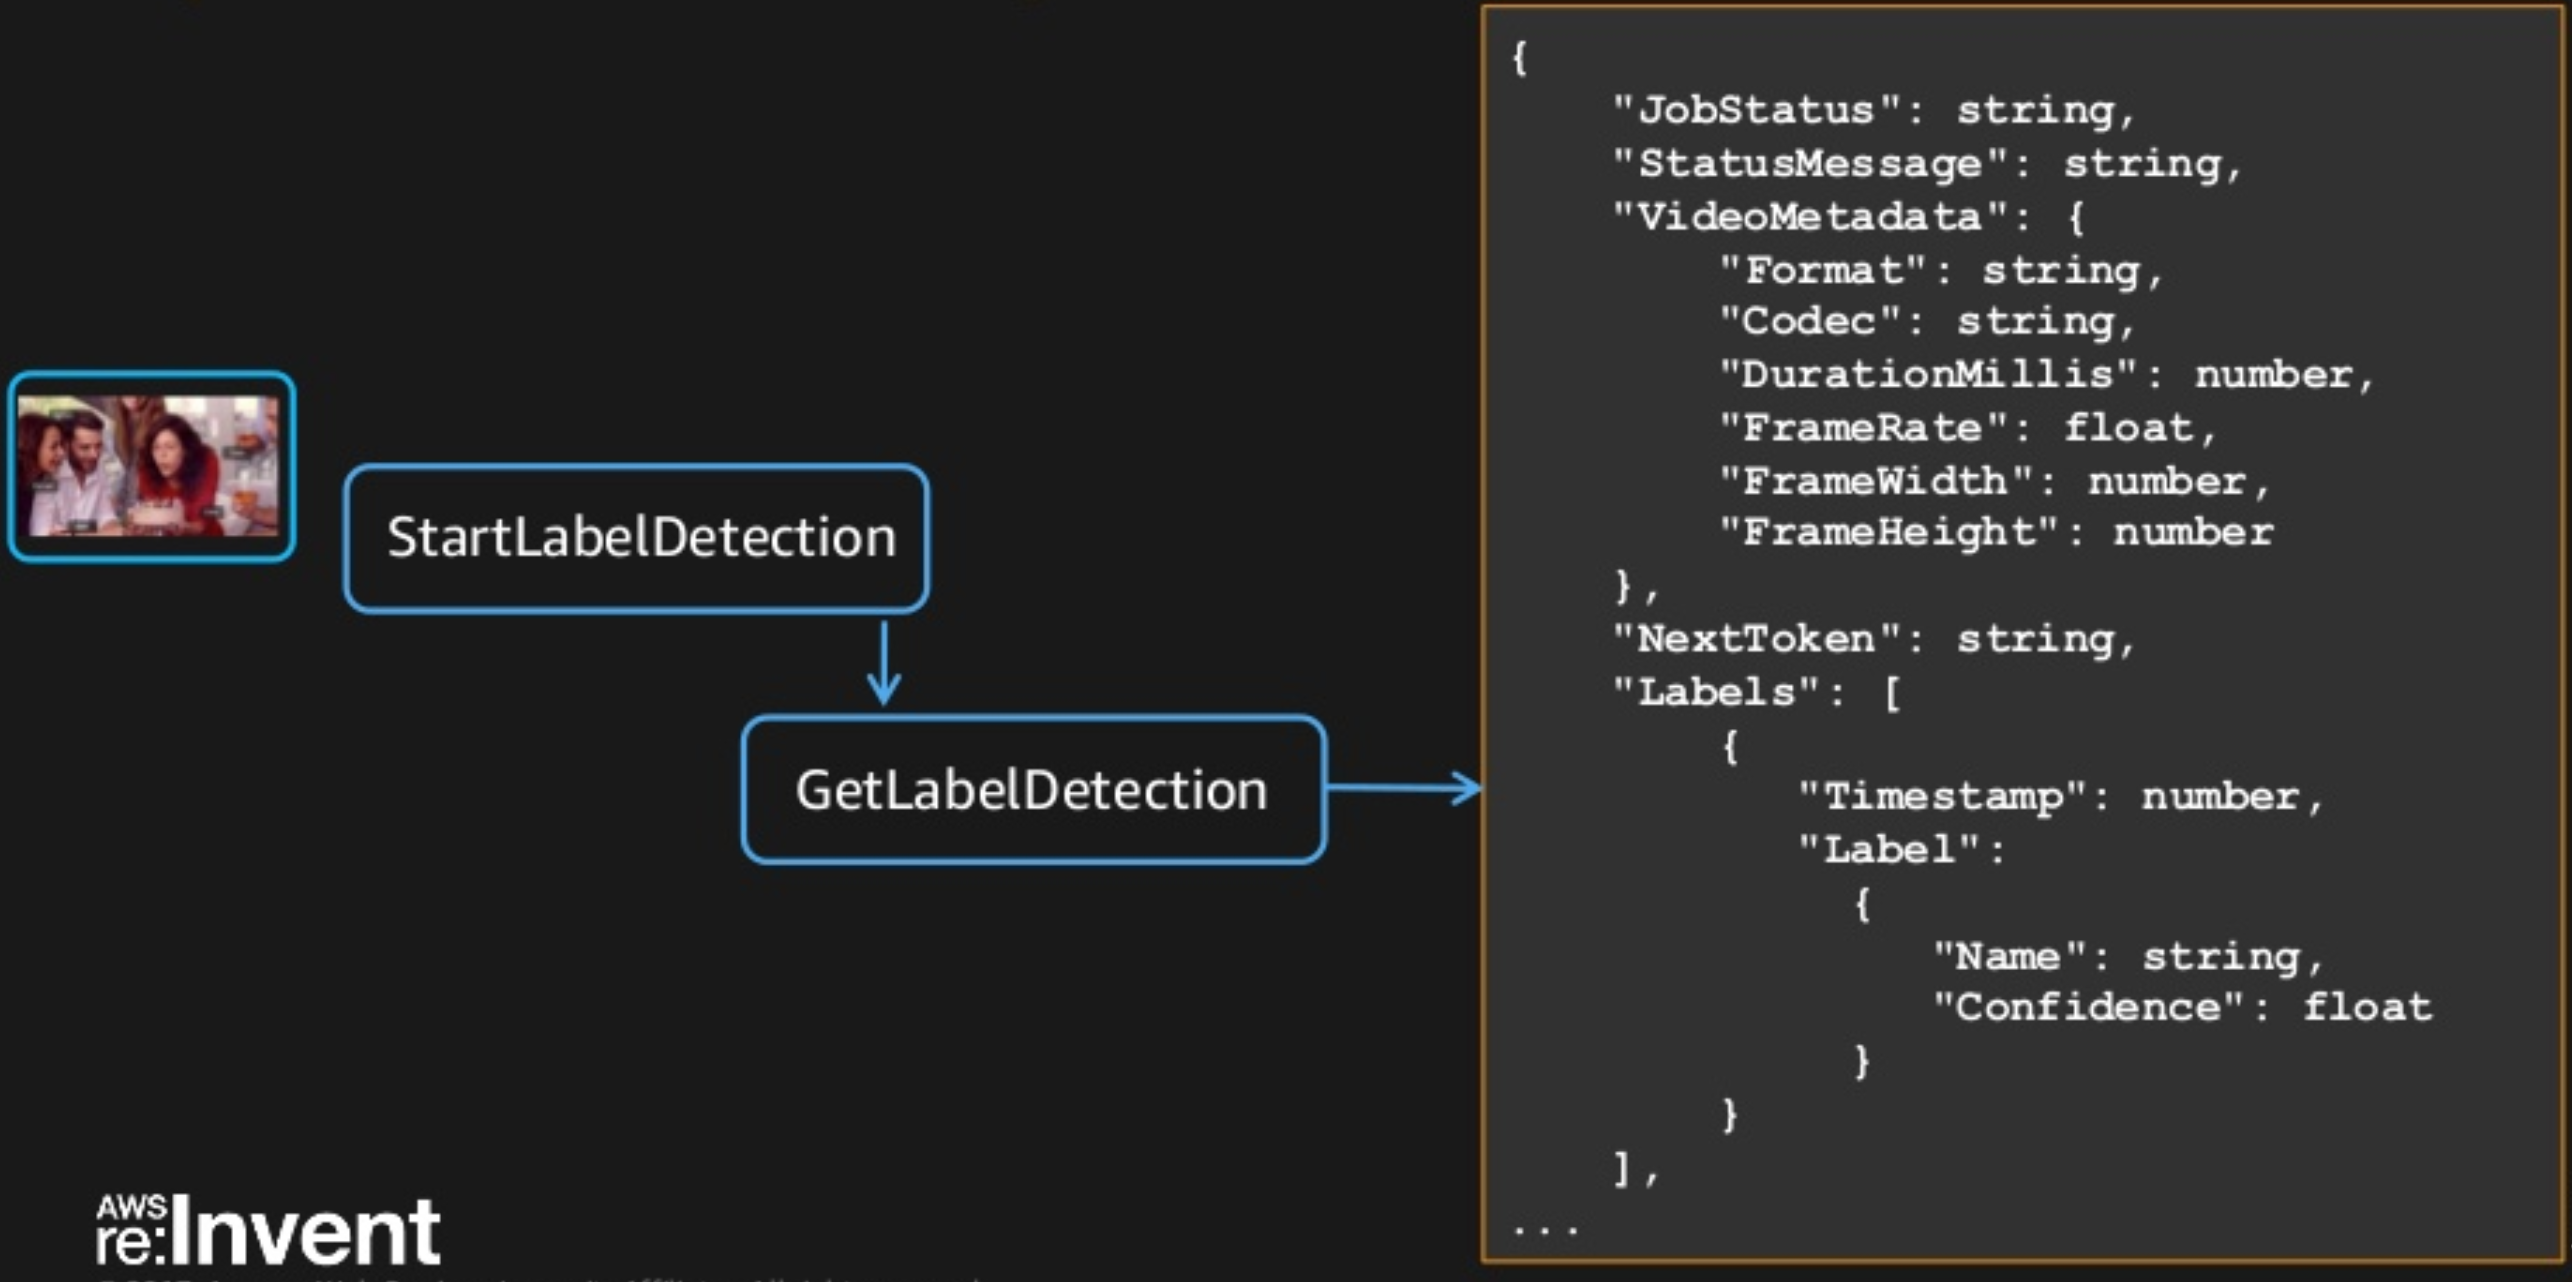 StartLabelDetection
GetLabelDetection
{
"JobStatus": string,
"StatusMessage": string,
"VideoMetadata": {
"Format": string,
"Codec": string,
"DurationMillis": number,
"FrameRate": float,
"FrameWidth": number,
"FrameHeight": number
},
"NextToken": string,
"Labels": [
{
"Timestamp": number,
"Label":
{
"Name": string,
"Confidence": float
}
}
],
...
AWS
re:Invent